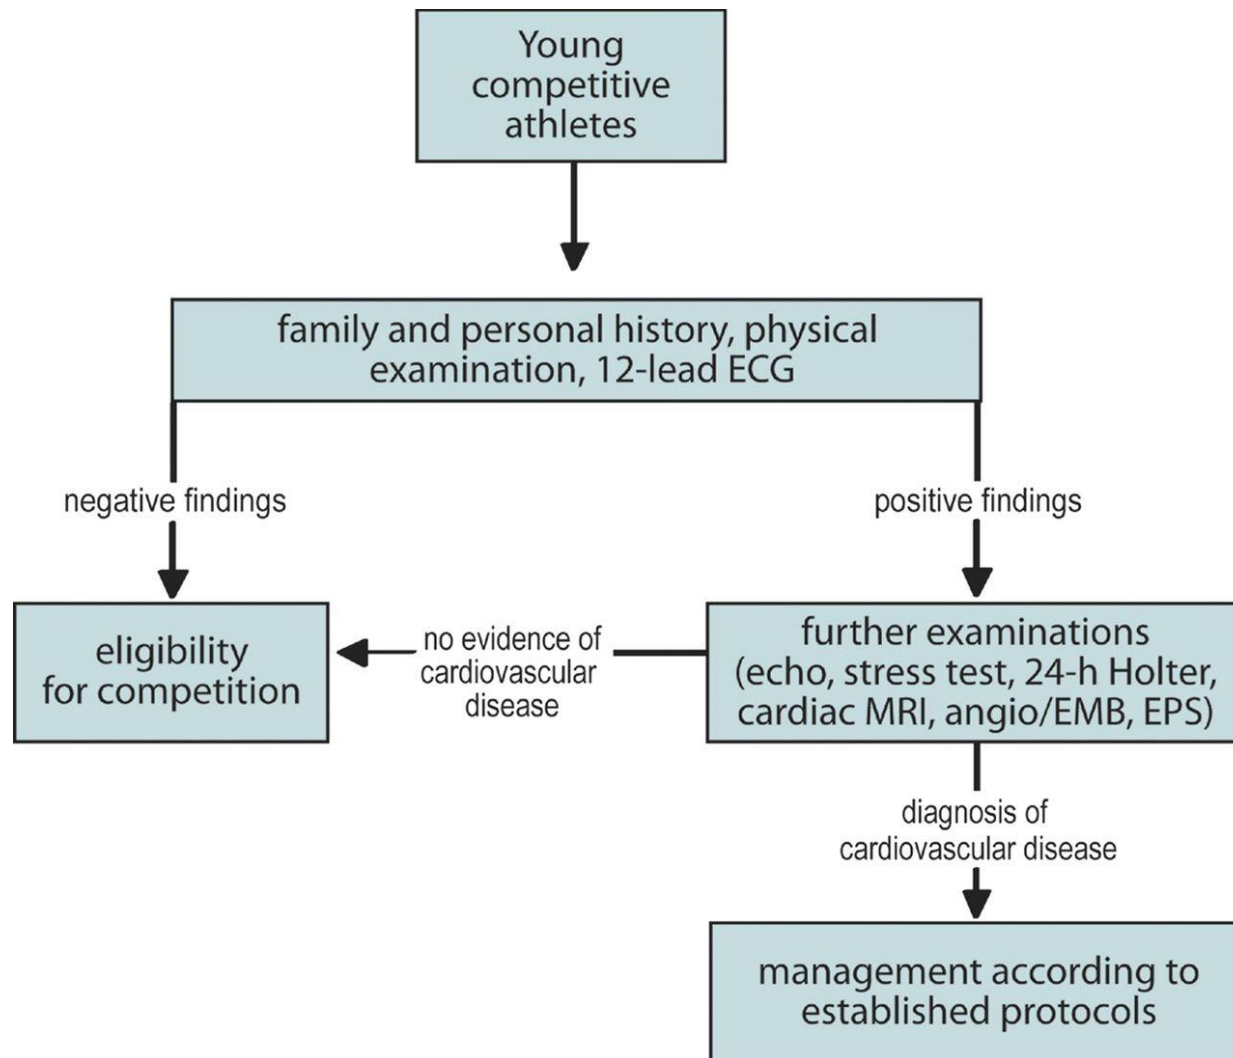 Young
competitive
athletes
family and personal history, physical
examination, 12-lead ECG
negative findings
positive findings
eligibility
for competition
no evidence of
cardiovascular
disease
further examinations
(echo, stress test, 24-h Holter,
cardiac MRI, angio/EMB, EPS)
diagnosis of
cardiovascular disease
management according to
established protocols